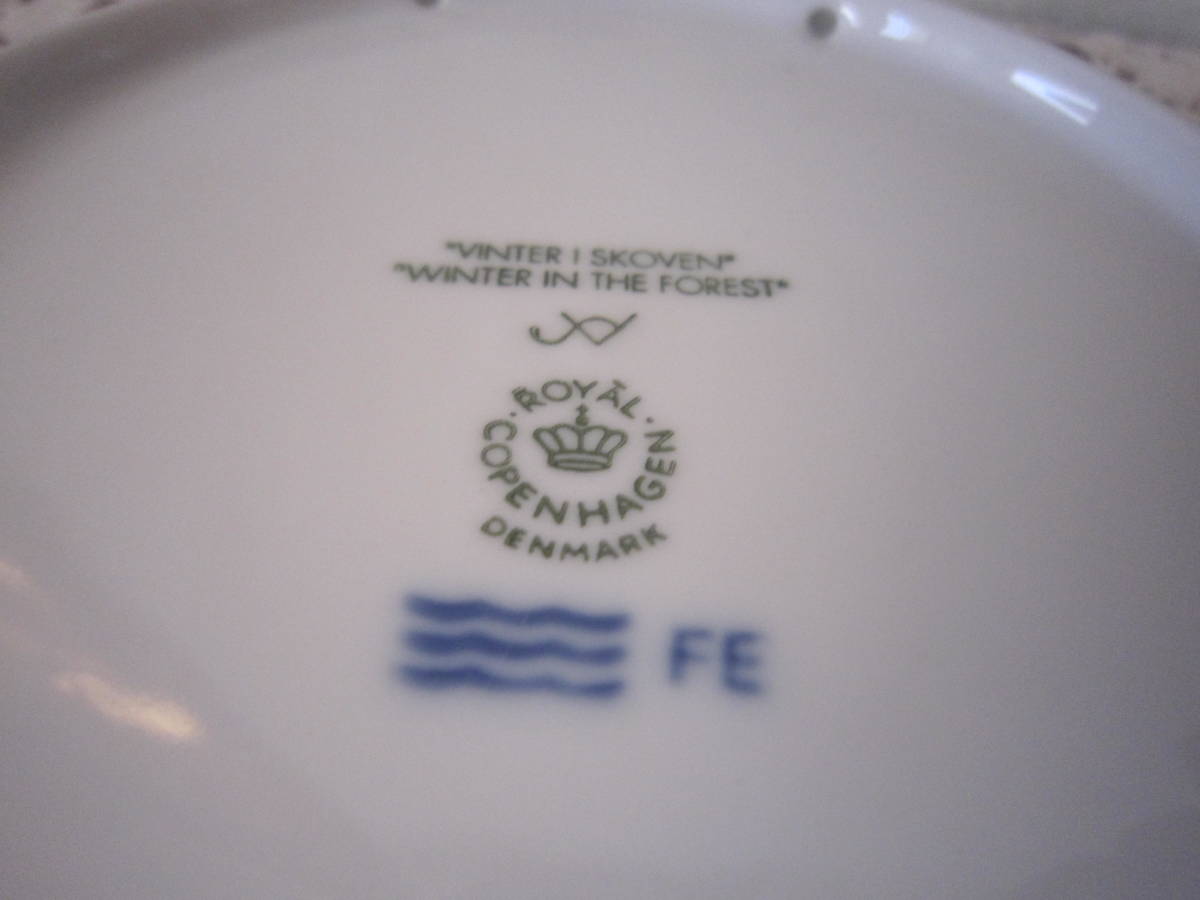 "VINTER I SKOVEN"
"WINTER IN THE FOREST"
ROYAL
COPENHAGEN
DENMARK
FE